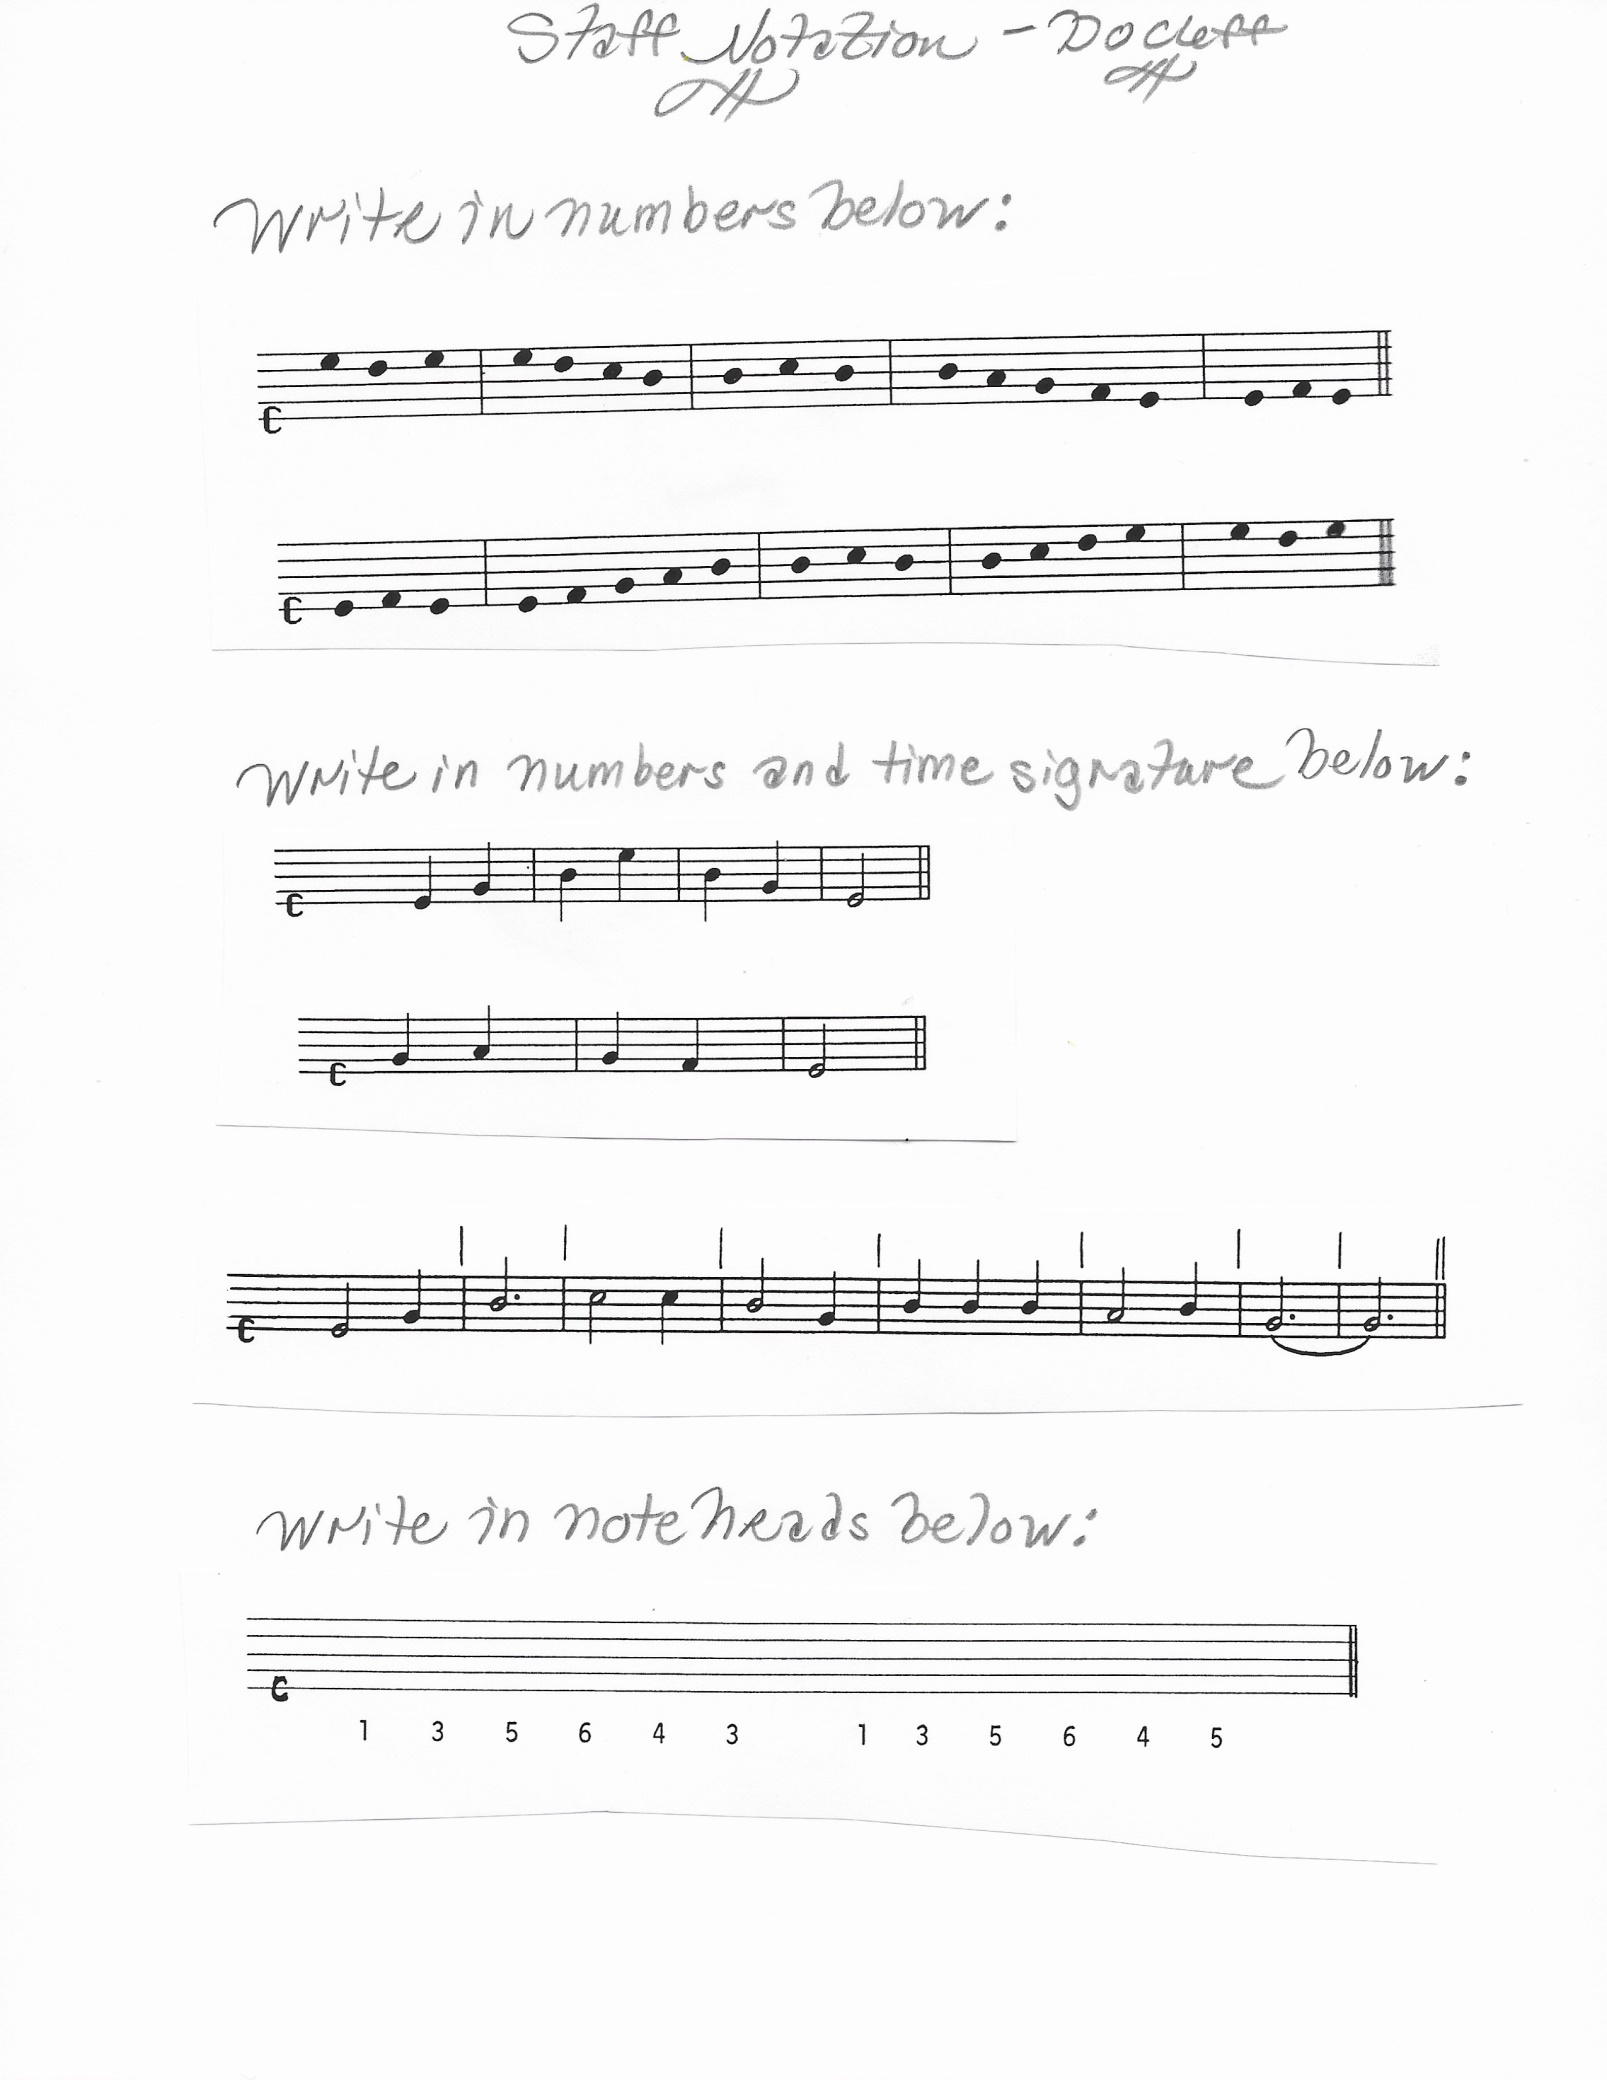 Staff Notation - Do Cleff
Write in numbers below:
C
C
Write in numbers and time signature below:
C
C
C
Write in note heads below:
C
1 3 5 6 4 3 1 3 5 6 4 5